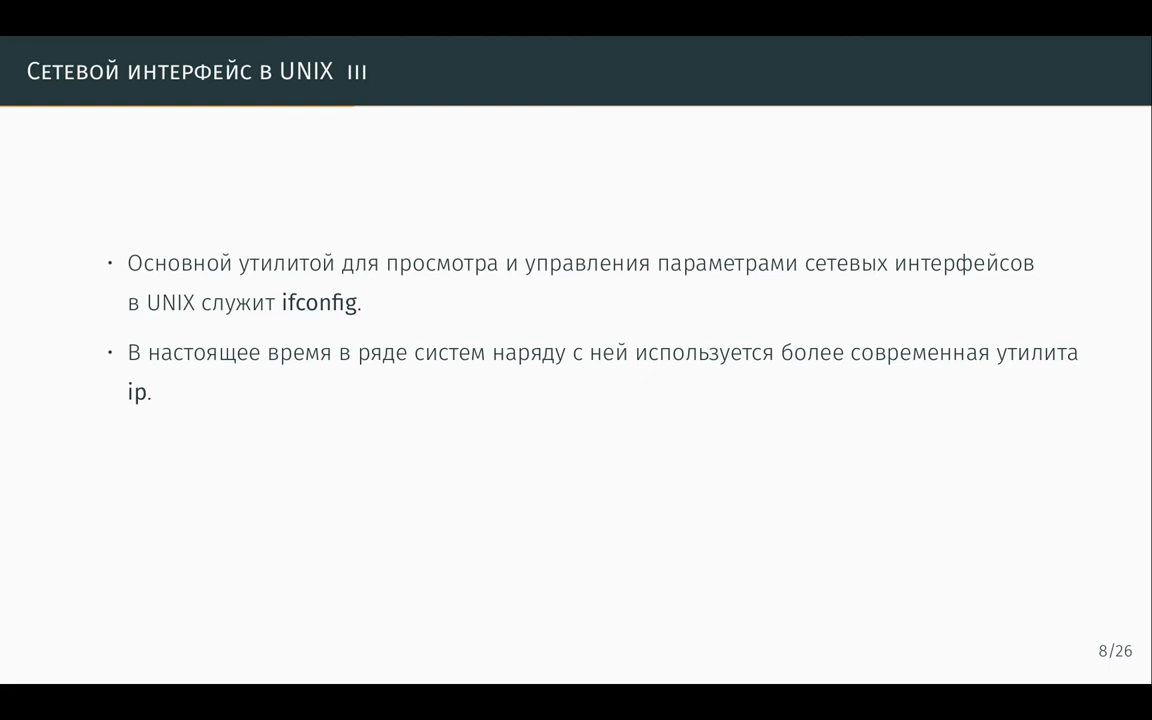 Сетевой интерфейс в UNIX III
· Основной утилитой для просмотра и управления параметрами сетевых интерфейсов
в UNIX служит ifconfig.
· В настоящее время в ряде систем наряду с ней используется более современная утилита
ip.
8/26